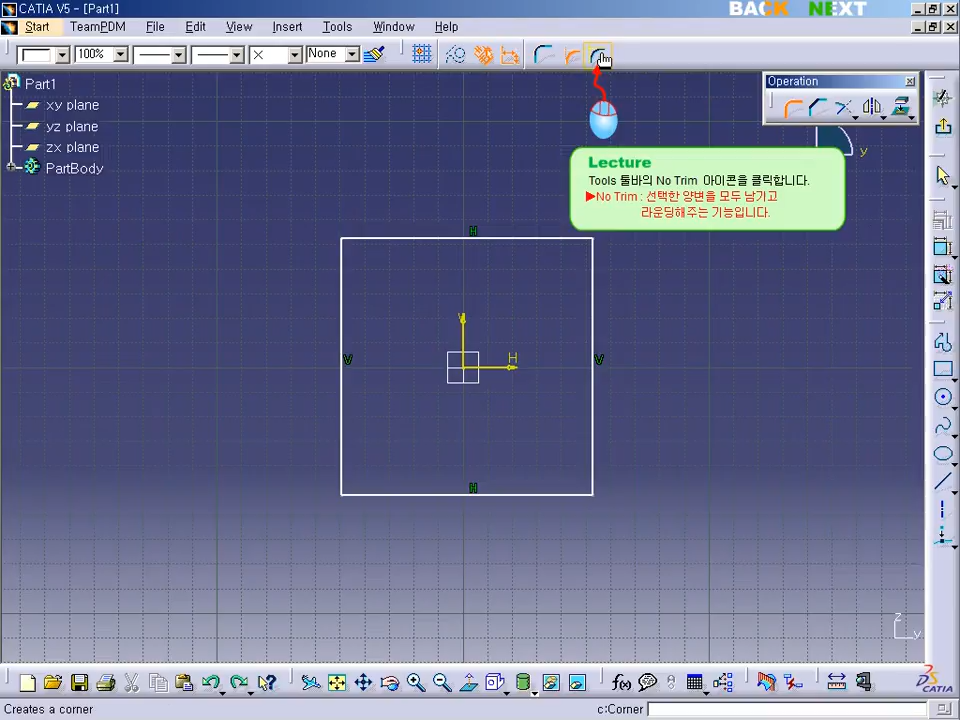 CATIA V5 - [Part1]
BACK NEXT
Start TeamPDM File Edit View Insert Tools Window Help
100% None
Part1
xy plane
yz plane
zx plane
PartBody
Operation
y
Lecture
Tools 툴바의 No Trim 아이콘을 클릭합니다.
▶No Trim : 선택한 양변을 모두 남기고
라운딩해주는 기능입니다.
H
V
H
V
V
H
z
y
f(x)
CATIA
Creates a corner
c:Corner